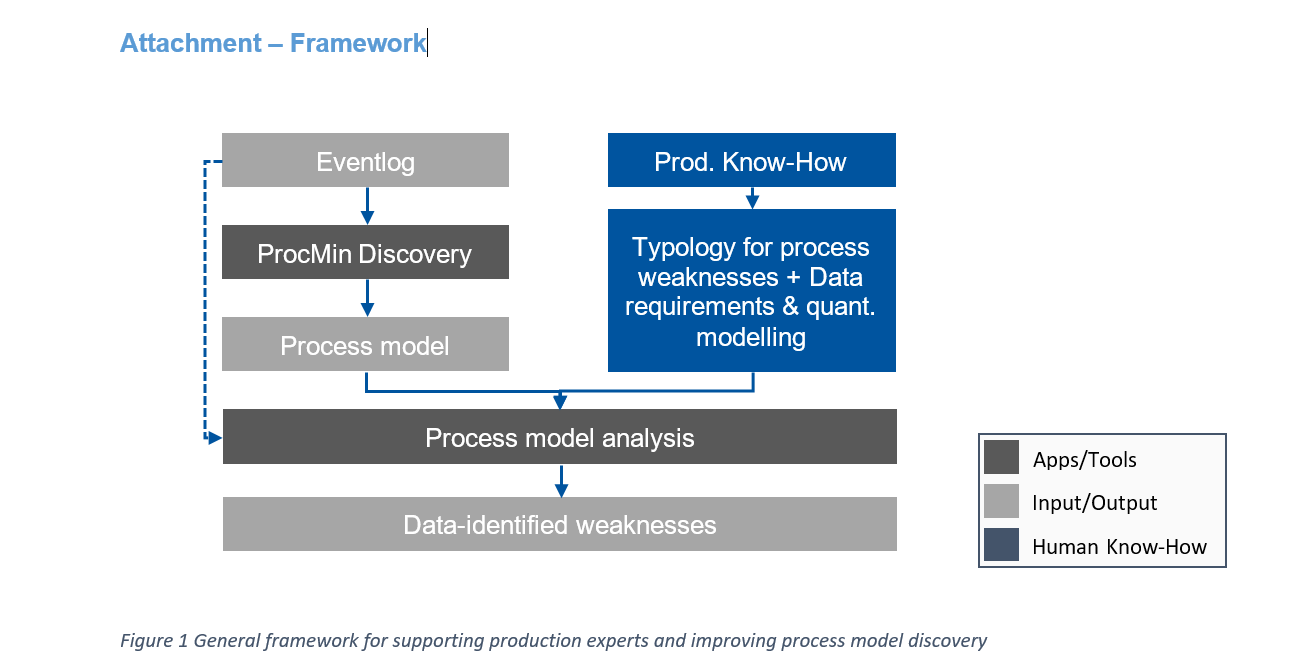 Attachment – Framework
Eventlog
Prod. Know-How
ProcMin Discovery
Typology for process
weaknesses + Data
requirements & quant.
modelling
Process model
Process model analysis
Data-identified weaknesses
Apps/Tools
Input/Output
Human Know-How
Figure 1 General framework for supporting production experts and improving process model discovery